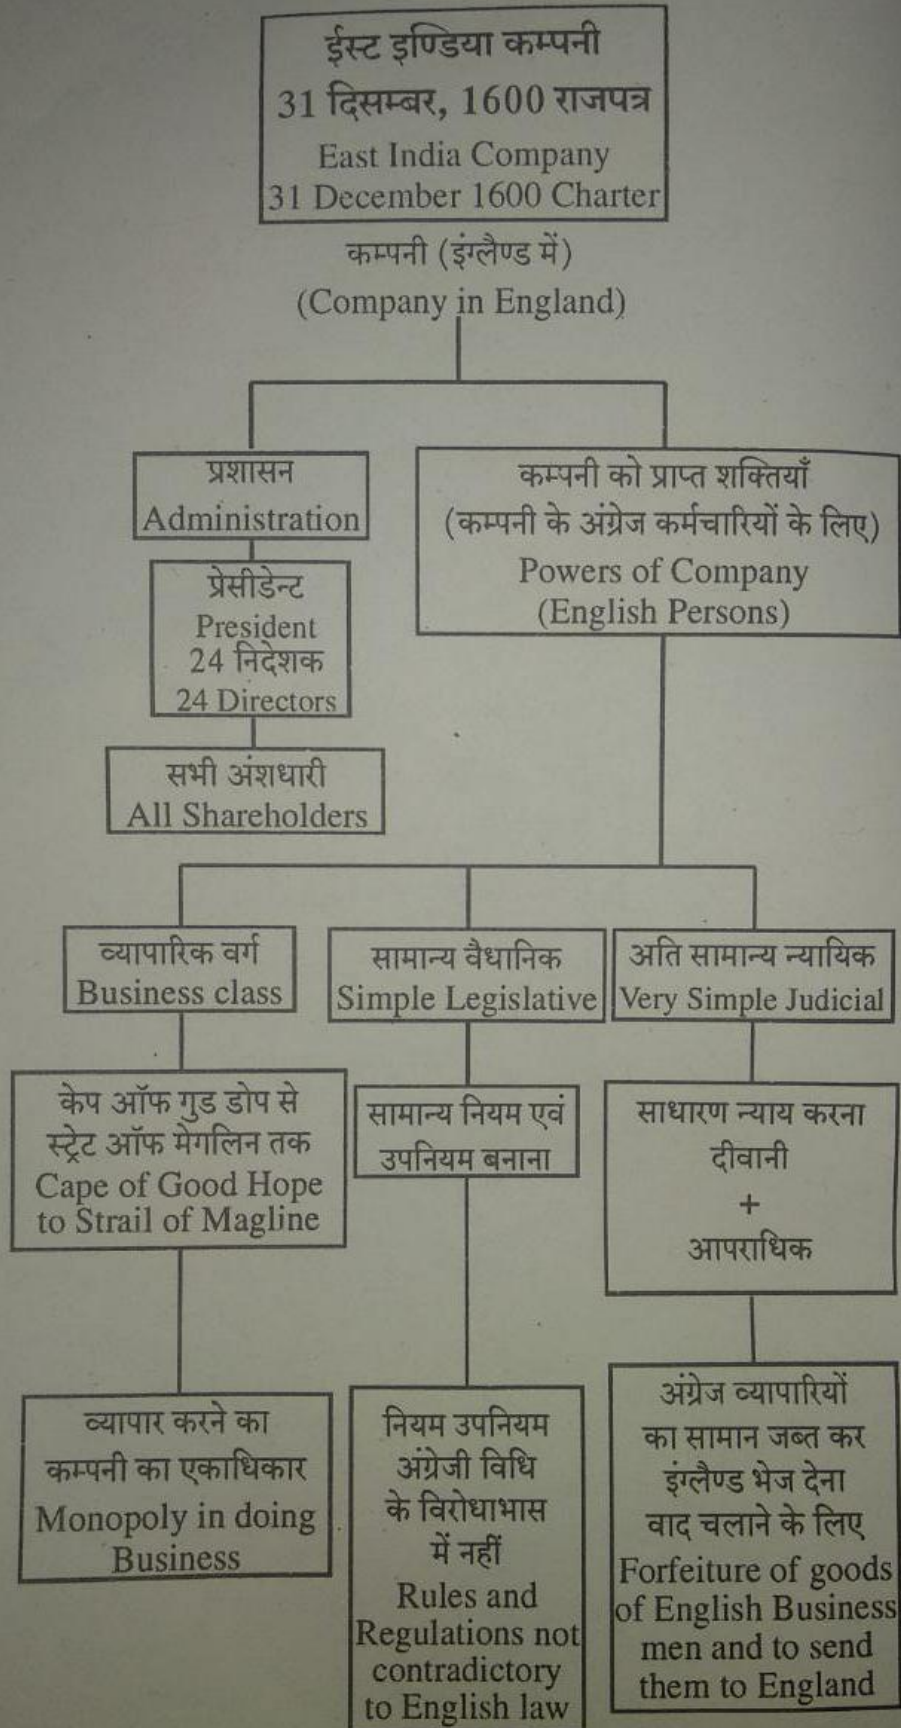 ईस्ट इण्डिया कम्पनी
31 दिसम्बर, 1600 राजपत्र
East India Company
31 December 1600 Charter
कम्पनी (इंग्लैण्ड में)
(Company in England)
प्रशासन
Administration
प्रेसीडेन्ट
President
24 निदेशक
24 Directors
सभी अंशधारी
All Shareholders
कम्पनी को प्राप्त शक्तियाँ
(कम्पनी के अंग्रेज कर्मचारियों के लिए)
Powers of Company
(English Persons)
व्यापारिक वर्ग
Business class
केप ऑफ गुड डोप से
स्ट्रेट ऑफ मेगलिन तक
Cape of Good Hope
to Strail of Magline
व्यापार करने का
कम्पनी का एकाधिकार
Monopoly in doing
Business
सामान्य वैधानिक
Simple Legislative
सामान्य नियम एवं
उपनियम बनाना
नियम उपनियम
अंग्रेजी विधि
के विरोधाभास
में नहीं
Rules and
Regulations not
contradictory
to English law
अति सामान्य न्यायिक
Very Simple Judicial
साधारण न्याय करना
दीवानी
+
आपराधिक
अंग्रेज व्यापारियों
का सामान जब्त कर
इंग्लैण्ड भेज देना
वाद चलाने के लिए
Forfeiture of goods
of English Business
men and to send
them to England